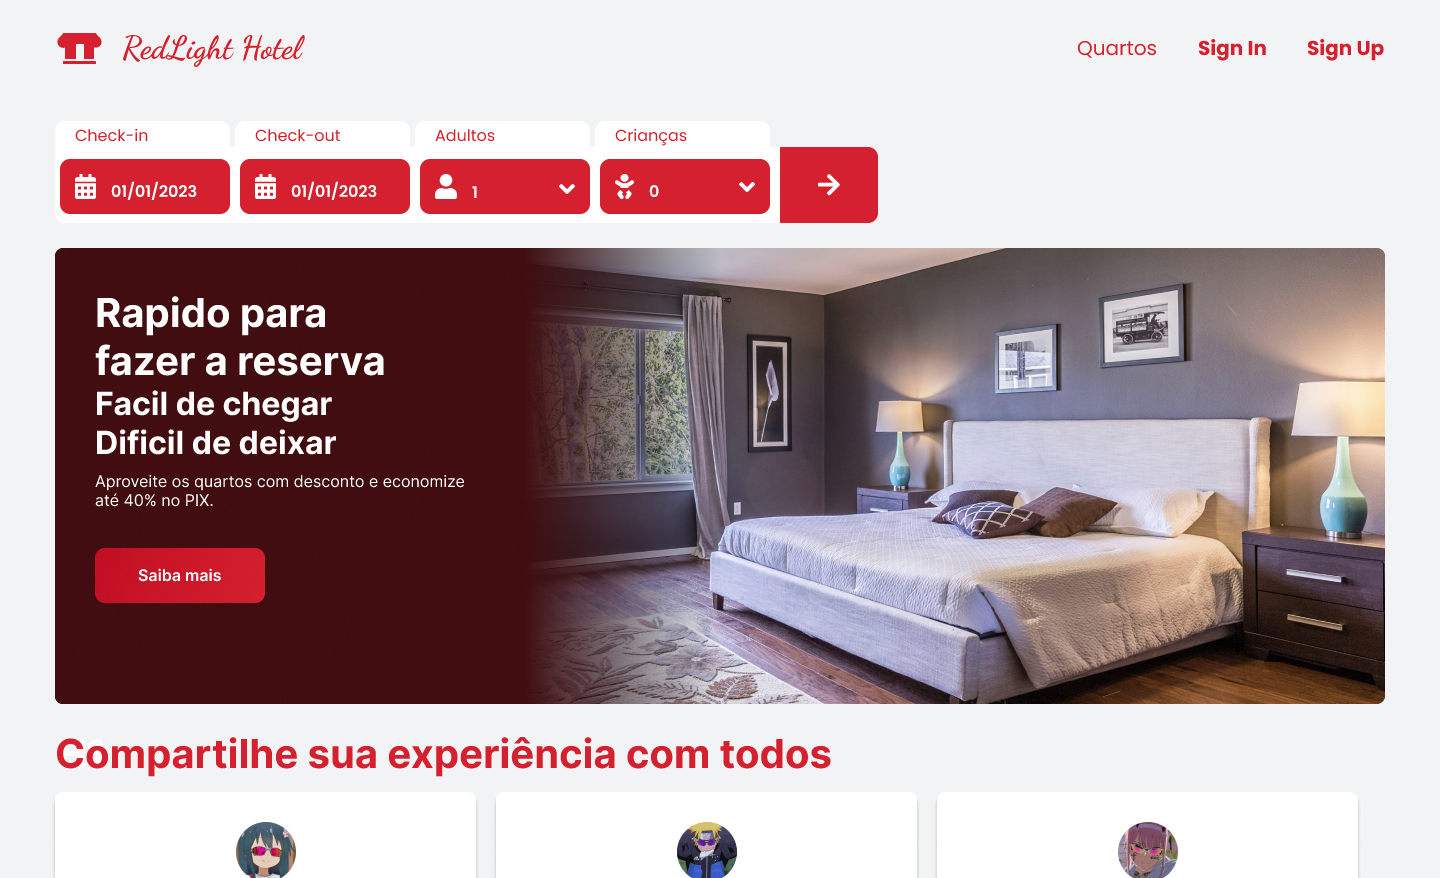 RedLight Hotel
Quartos
Sign In
Sign Up
Check-in
Check-out
Adultos
Crianças
01/01/2023
01/01/2023
1
0
Rapido para
fazer a reserva
Facil de chegar
Dificil de deixar
Aproveite os quartos com desconto e economize
até 40% no PIX.
Saiba mais
Compartilhe sua experiência com todos